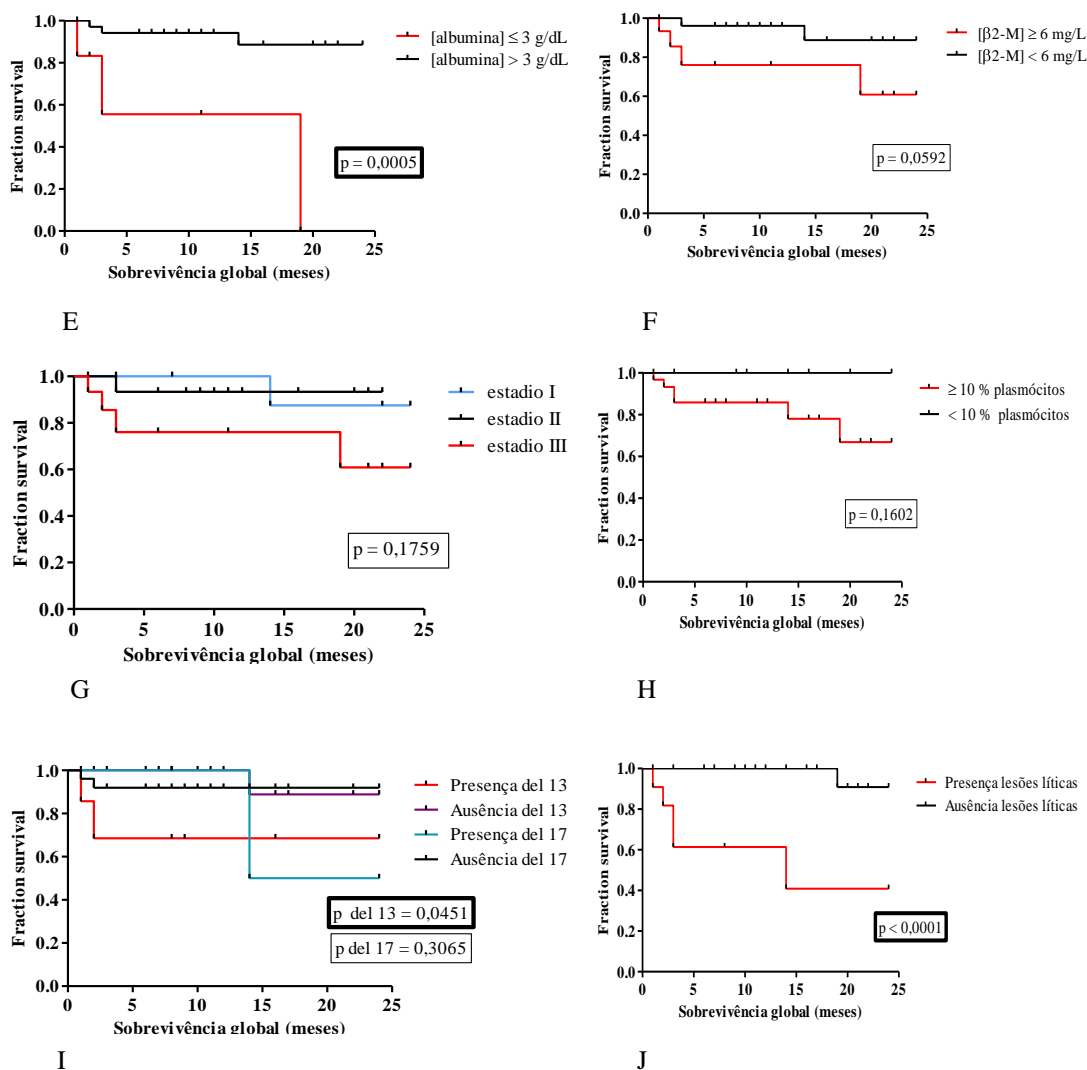 1.0
0.8
0.6
0.4
0.2
0.0
Fraction survival
0
5
10
15
20
25
Sobrevivência global (meses)
[albumina] ≤ 3 g/dL
[albumina] > 3 g/dL
p = 0,0005
E
1.0
0.8
0.6
0.4
0.2
0.0
Fraction survival
0
5
10
15
20
25
Sobrevivência global (meses)
[β2-M] ≥ 6 mg/L
[β2-M] < 6 mg/L
p = 0,0592
F
1.0
0.8
0.6
0.4
0.2
0.0
Fraction survival
0
5
10
15
20
25
Sobrevivência global (meses)
estadio I
estadio II
estadio III
p = 0,1759
G
1.0
0.8
0.6
0.4
0.2
0.0
Fraction survival
0
5
10
15
20
25
Sobrevivência global (meses)
≥ 10 % plasmócitos
< 10 % plasmócitos
p = 0,1602
H
1.0
0.8
0.6
0.4
0.2
0.0
Fraction survival
0
5
10
15
20
25
Sobrevivência global (meses)
Presença del 13
Ausência del 13
Presença del 17
Ausência del 17
p del 13 = 0,0451
p del 17 = 0,3065
I
1.0
0.8
0.6
0.4
0.2
0.0
Fraction survival
0
5
10
15
20
25
Sobrevivência global (meses)
Presença lesões líticas
Ausência lesões líticas
p < 0,0001
J